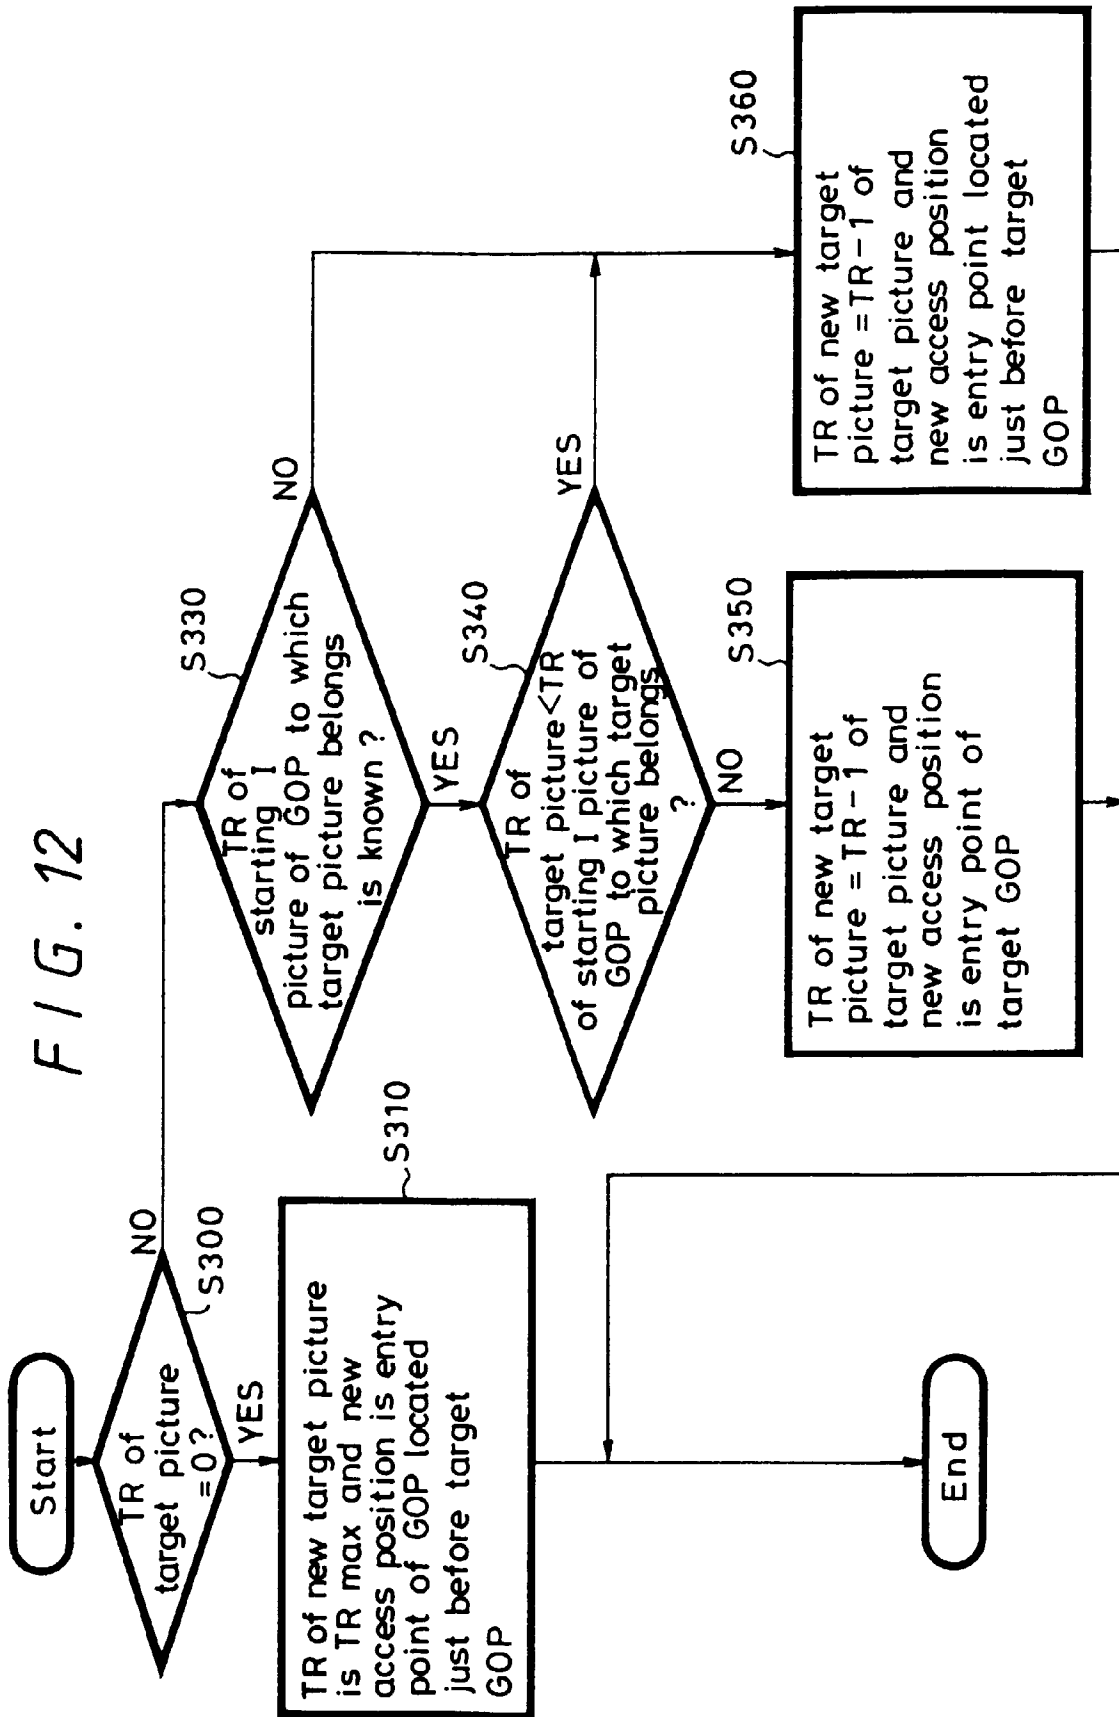 FIG. 12
Start
TR of
target picture
=0?
NO
S300
YES
TR of new target picture
is TR max and new
access position is entry
point of GOP located
just before target
GOP
S310
End
TR of
starting I
picture of GOP to which
target picture belongs
is known ?
S330
NO
YES
TR of
target picture<TR
of starting I picture of
GOP to which target
picture belongs
?
S340
YES
NO
TR of new target
picture = TR-1 of
target picture and
new access position
is entry point of
target GOP
S350
TR of new target
picture =TR-1 of
target picture and
new access position
is entry point located
just before target
GOP
S360